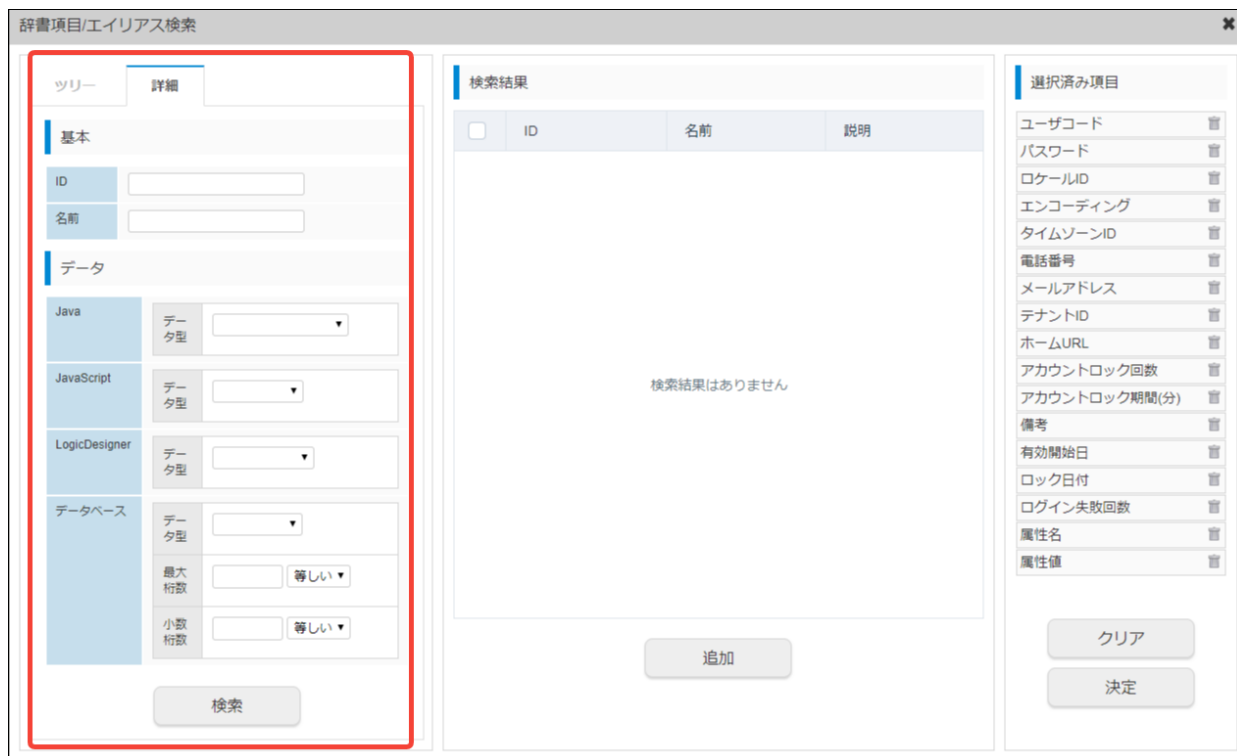 辞書項目/エイリアス検索
ツリー
詳細
基本
ID
名前
データ
Java
デー
タ型
JavaScript
デー
タ型
LogicDesigner
デー
タ型
データベース
デー
タ型
最大
桁数
等しい
小数
桁数
等しい
検索
検索結果
ID 名前 説明
検索結果はありません
追加
選択済み項目
ユーザコード
パスワード
ロケールID
エンコーディング
タイムゾーンID
電話番号
メールアドレス
テナントID
ホームURL
アカウントロック回数
アカウントロック期間(分)
備考
有効開始日
ロック日付
ログイン失敗回数
属性名
属性値
クリア
決定